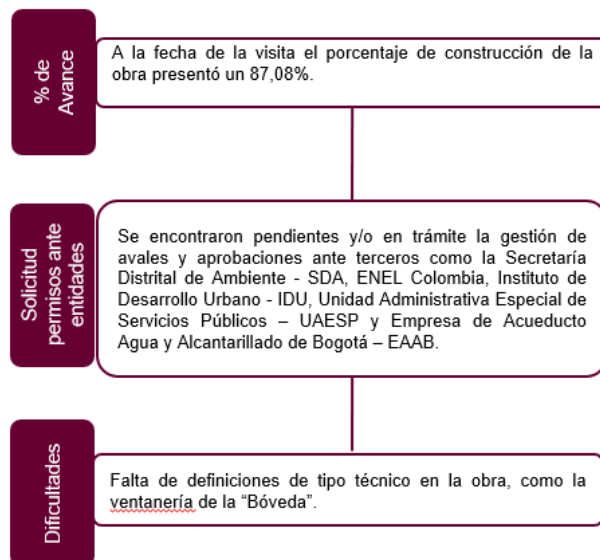 % de
Avance
A la fecha de la visita el porcentaje de construcción de la
obra presentó un 87,08%.
Solicitud
permisos ante
entidades
Se encontraron pendientes y/o en trámite la gestión de
avales y aprobaciones ante terceros como la Secretaría
Distrital de Ambiente - SDA, ENEL Colombia, Instituto de
Desarrollo Urbano - IDU, Unidad Administrativa Especial de
Servicios Públicos – UAESP y Empresa de Acueducto
Agua y Alcantarillado de Bogotá – EAAB.
Dificultades
Falta de definiciones de tipo técnico en la obra, como la
ventanería de la “Bóveda”.